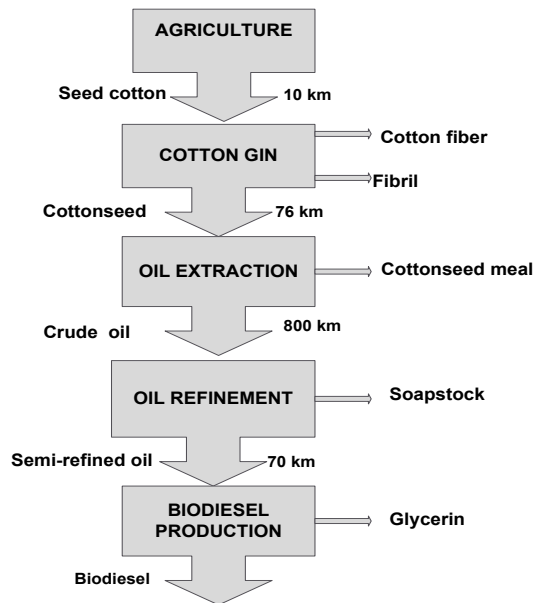 AGRICULTURE
Seed cotton
10 km
Cotton fiber
COTTON GIN
Fibril
Cottonseed
76 km
OIL EXTRACTION
Cottonseed meal
Crude oil
800 km
OIL REFINEMENT
Soapstock
Semi-refined oil
70 km
BIODIESEL
PRODUCTION
Glycerin
Biodiesel